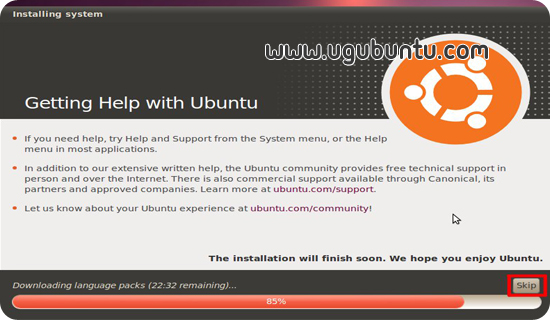 Installing system
www.ugubuntu.com
Getting Help with Ubuntu
If you need help, try Help and Support from the System menu, or the Help
menu in most applications.
In addition to our extensive written help, the Ubuntu community provides free technical support in
person and over the Internet. There is also commercial support available through Canonical, its
partners and approved companies. Learn more at ubuntu.com/support.
Let us know about your Ubuntu experience at ubuntu.com/community!
The installation will finish soon. We hope you enjoy Ubuntu.
Downloading language packs (22:32 remaining)...
Skip
85%